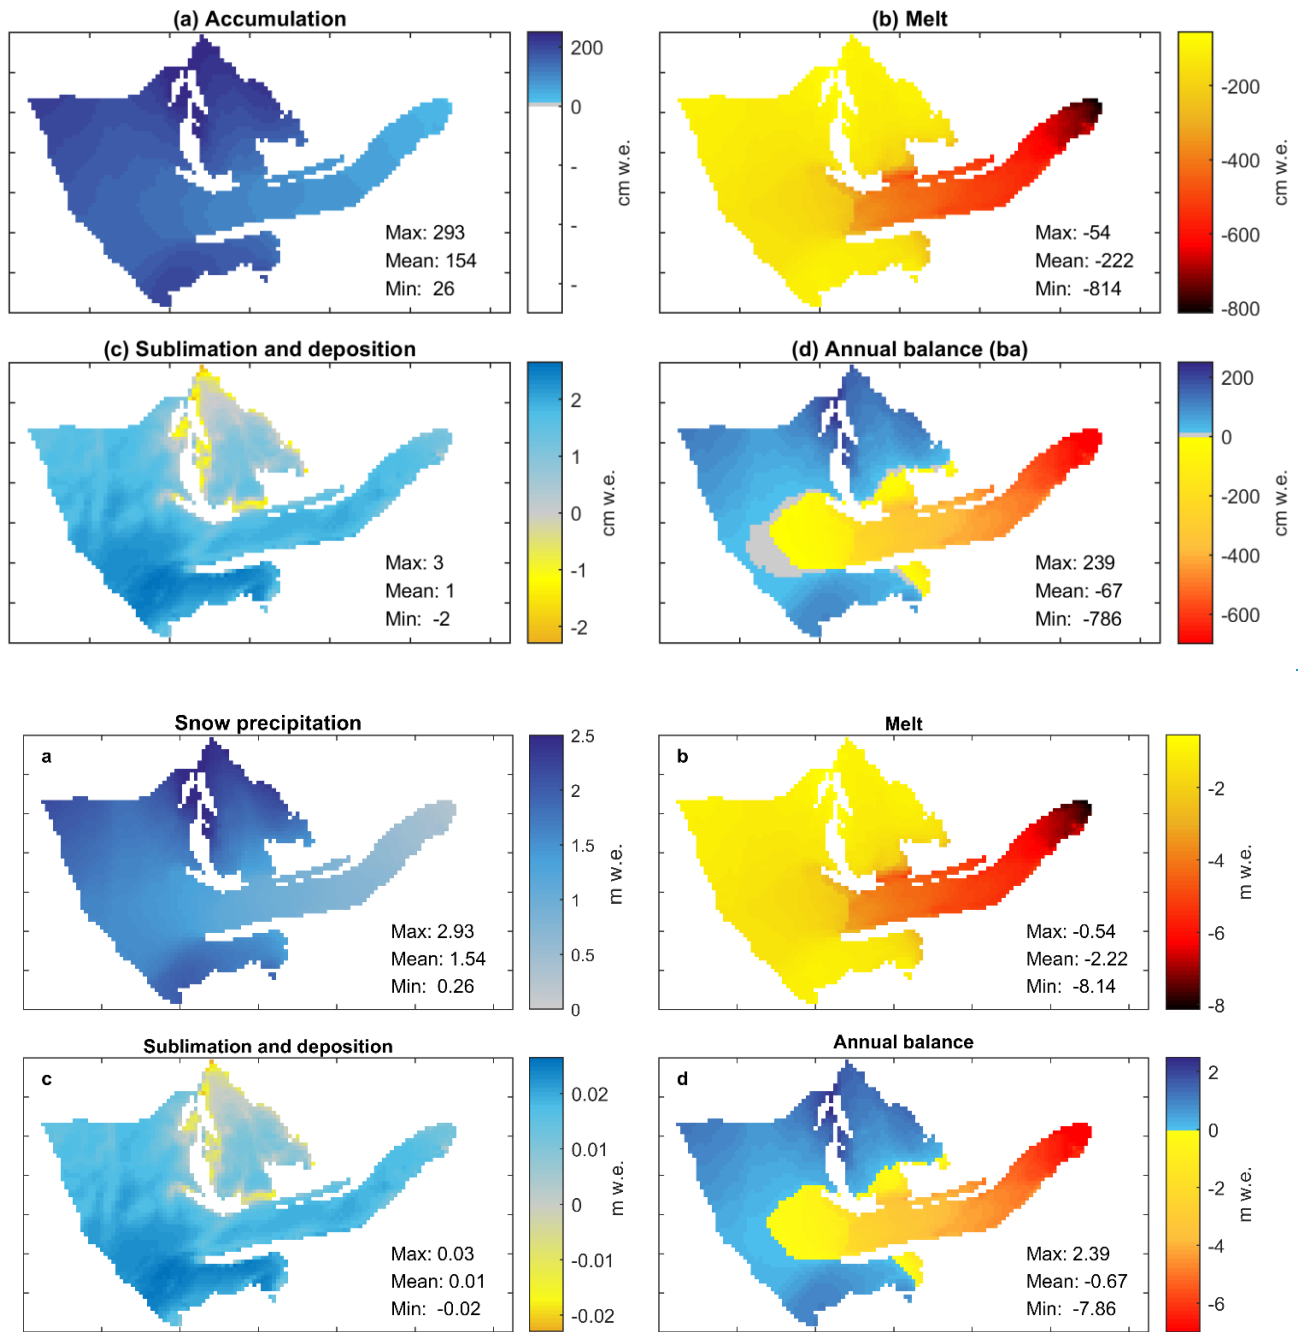 (a) Accumulation
200
0
-
-
-
cm w.e.
Max: 293
Mean: 154
Min: 26
(b) Melt
-200
-400
-600
-800
cm w.e.
Max: -54
Mean: -222
Min: -814
(c) Sublimation and deposition
2
1
0
-1
-2
cm w.e.
Max: 3
Mean: 1
Min: -2
(d) Annual balance (ba)
200
0
-200
-400
-600
cm w.e.
Max: 239
Mean: -67
Min: -786
Snow precipitation
a
2.5
2
1.5
1
0.5
0
m w.e.
Max: 2.93
Mean: 1.54
Min: 0.26
Melt
b
-2
-4
-6
-8
m w.e.
Max: -0.54
Mean: -2.22
Min: -8.14
Sublimation and deposition
c
0.02
0.01
0
-0.01
-0.02
m w.e.
Max: 0.03
Mean: 0.01
Min: -0.02
Annual balance
d
2
0
-2
-4
-6
m w.e.
Max: 2.39
Mean: -0.67
Min: -7.86